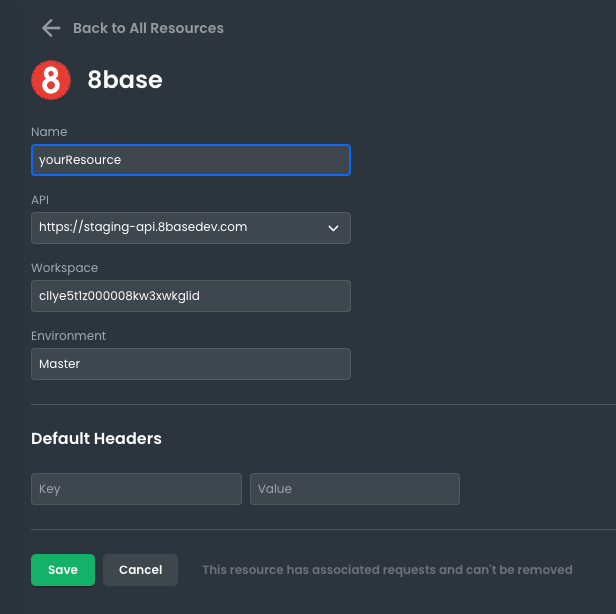 Back to All Resources
8 8base
Name
yourResource
API
https://staging-api.8basedev.com
Workspace
cllye5t1z000008kw3xwkglid
Environment
Master
Default Headers
Key Value
Save Cancel This resource has associated requests and can't be removed